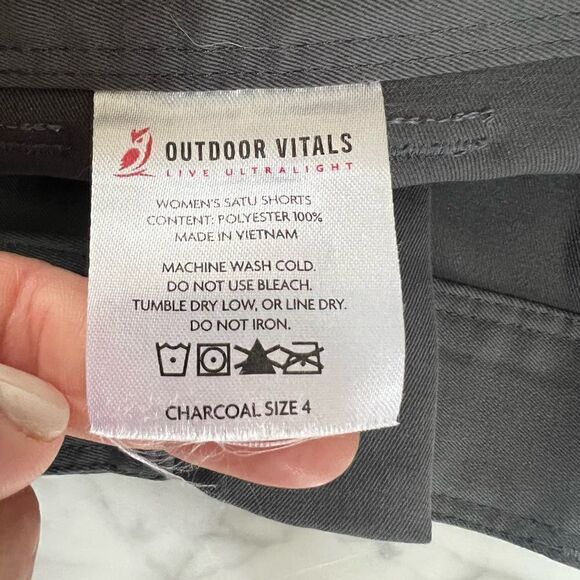 OUTDOOR VITALS
LIVE ULTRALIGHT
WOMEN'S SATU SHORTS
CONTENT: POLYESTER 100%
MADE IN VIETNAM
MACHINE WASH COLD.
DO NOT USE BLEACH.
TUMBLE DRY LOW, OR LINE DRY.
DO NOT IRON.
CHARCOAL SIZE 4